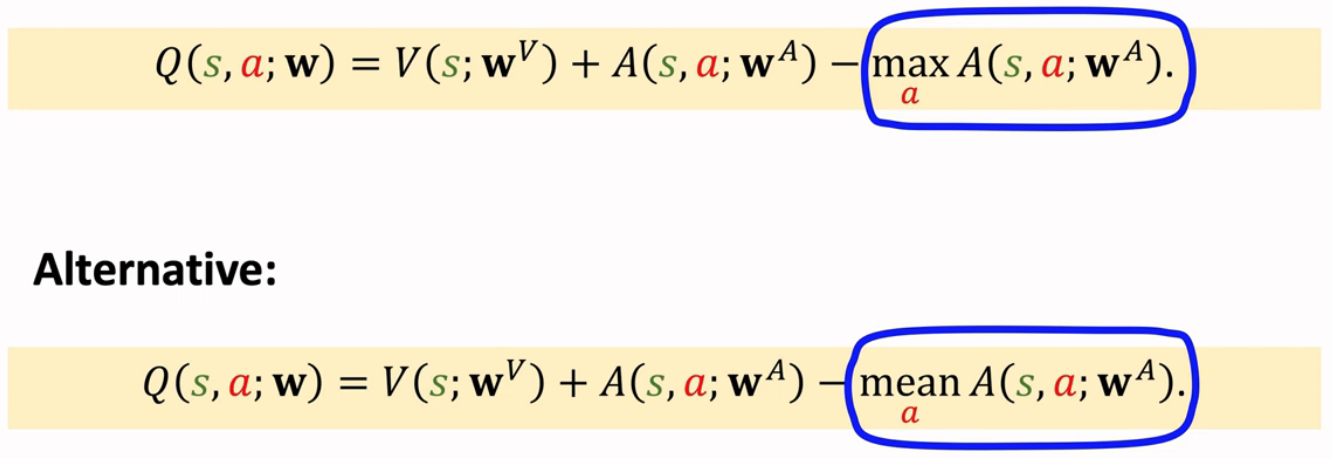 Q(s, a; w) = V(s; w^V) + A(s, a; w^A) − max_a A(s, a; w^A).
Alternative:
Q(s, a; w) = V(s; w^V) + A(s, a; w^A) − mean_a A(s, a; w^A).